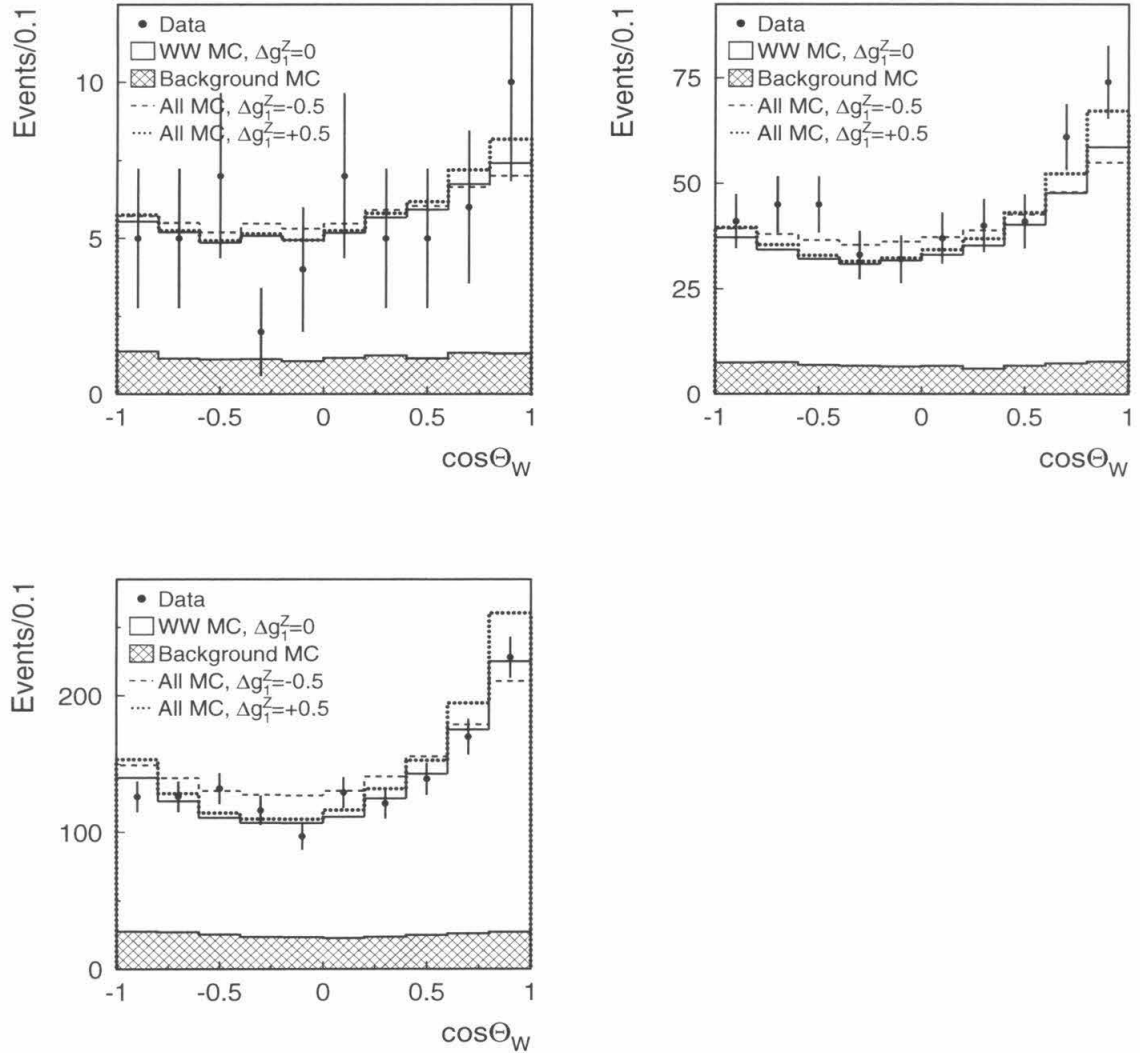 Events/0.1
Data
WW MC, Δg₁ᶻ=0
Background MC
All MC, Δg₁ᶻ=-0.5
All MC, Δg₁ᶻ=+0.5
10
5
0
-1 -0.5 0 0.5 1
cosΘ_W
Events/0.1
Data
WW MC, Δg₁ᶻ=0
Background MC
All MC, Δg₁ᶻ=-0.5
All MC, Δg₁ᶻ=+0.5
75
50
25
0
-1 -0.5 0 0.5 1
cosΘ_W
Events/0.1
Data
WW MC, Δg₁ᶻ=0
Background MC
All MC, Δg₁ᶻ=-0.5
All MC, Δg₁ᶻ=+0.5
200
100
0
-1 -0.5 0 0.5 1
cosΘ_W